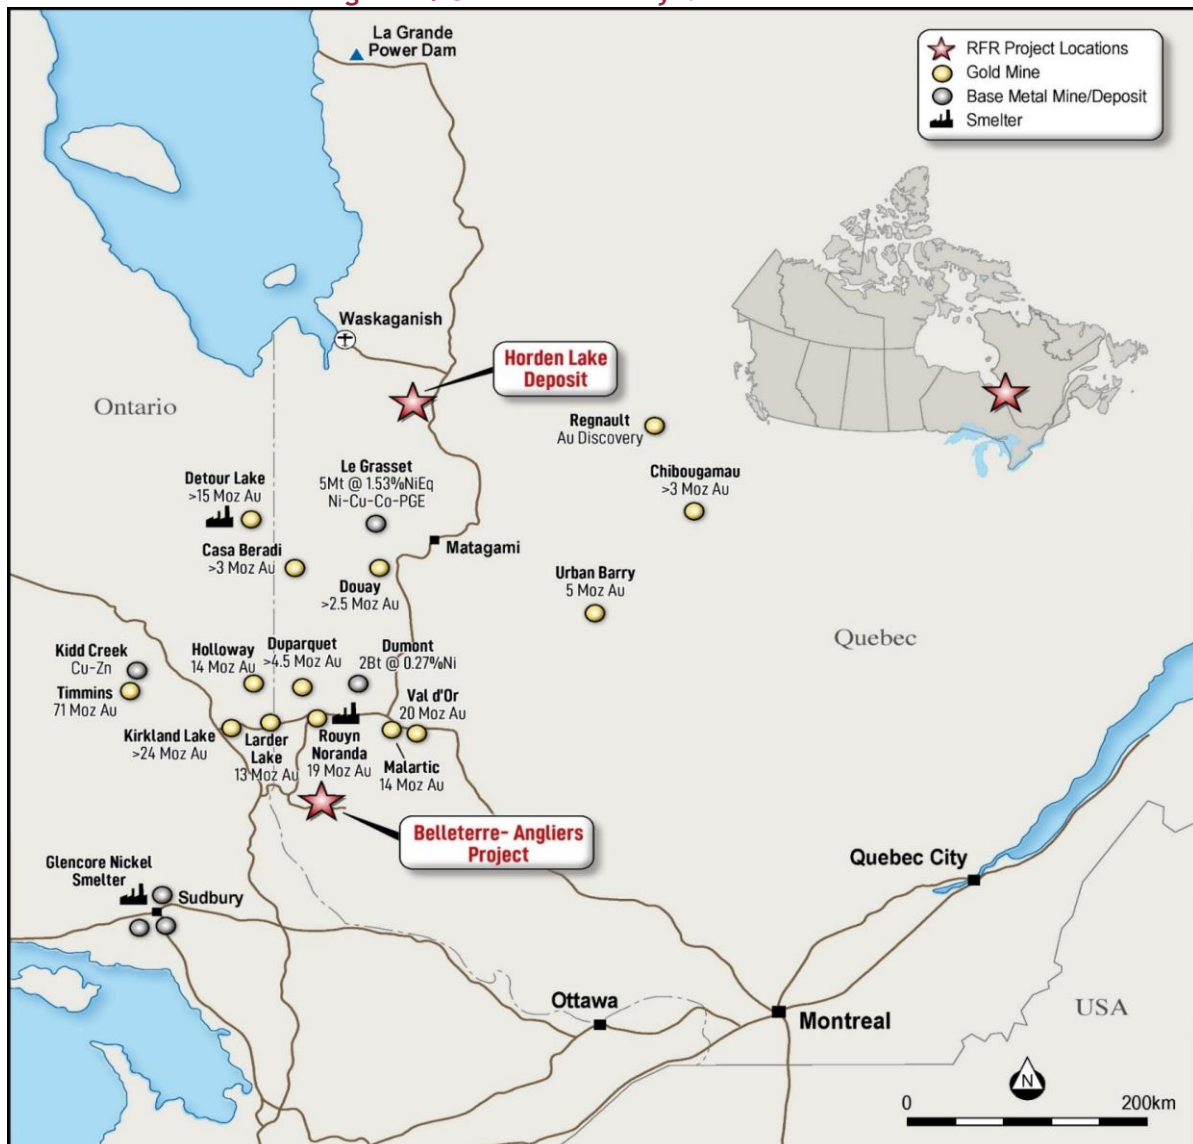 La Grande
Power Dam
RFR Project Locations
Gold Mine
Base Metal Mine/Deposit
Smelter
Waskaganish
Horden Lake
Deposit
Ontario
Regnault
Au Discovery
Chibougamau
>3 Moz Au
Le Grasset
5Mt @ 1.53%NiEq
Ni-Cu-Co-PGE
Detour Lake
>15 Moz Au
Matagami
Casa Beradi
>3 Moz Au
Douay
>2.5 Moz Au
Urban Barry
5 Moz Au
Quebec
Kidd Creek
Cu-Zn
Timmins
71 Moz Au
Holloway
14 Moz Au
Duparquet
>4.5 Moz Au
Dumont
2Bt @ 0.27%Ni
Val d'Or
20 Moz Au
Kirkland Lake
>24 Moz Au
Larder
Lake
13 Moz Au
Rouyn
Noranda
19 Moz Au
Malartic
14 Moz Au
Belleterre- Angliers
Project
Glencore Nickel
Smelter
Sudbury
Quebec City
Ottawa
Montreal
USA
N
0 200km